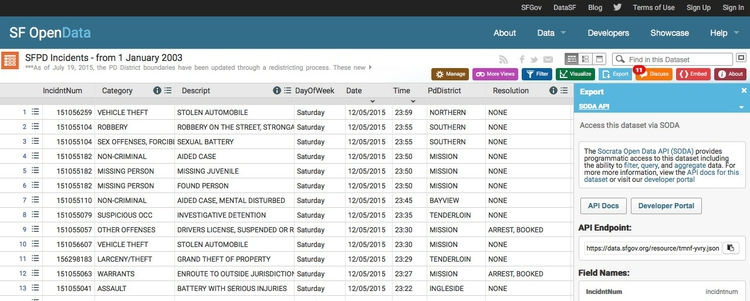 SFGov DataSF Blog Terms of Use Sign Up Sign In
SF OpenData
About Data Developers Showcase Help
SFPD Incidents - from 1 January 2003
***As of July 19, 2015, the PD District boundaries have been updated through a redistricting process. These new
Find in this Dataset
Manage More Views Filter Visualize Export 11 Discuss Embed About
IncidntNum Category Descript DayOfWeek Date Time PdDistrict Resolution
1 151056259 VEHICLE THEFT STOLEN AUTOMOBILE Saturday 12/05/2015 23:59 NORTHERN NONE
2 151055104 ROBBERY ROBBERY ON THE STREET, STRONGA Saturday 12/05/2015 23:55 SOUTHERN NONE
3 151055104 SEX OFFENSES, FORCIBL SEXUAL BATTERY Saturday 12/05/2015 23:55 SOUTHERN NONE
4 151055182 NON-CRIMINAL AIDED CASE Saturday 12/05/2015 23:50 MISSION NONE
5 151055182 MISSING PERSON MISSING JUVENILE Saturday 12/05/2015 23:50 MISSION NONE
6 151055182 MISSING PERSON FOUND PERSON Saturday 12/05/2015 23:50 MISSION NONE
7 151055110 NON-CRIMINAL AIDED CASE, MENTAL DISTURBED Saturday 12/05/2015 23:45 BAYVIEW NONE
8 151055079 SUSPICIOUS OCC INVESTIGATIVE DETENTION Saturday 12/05/2015 23:35 TENDERLOIN NONE
9 151055057 OTHER OFFENSES DRIVERS LICENSE, SUSPENDED OR R Saturday 12/05/2015 23:30 MISSION ARREST, BOOKED
10 151056607 VEHICLE THEFT STOLEN AUTOMOBILE Saturday 12/05/2015 23:30 MISSION NONE
11 156298183 LARCENY/THEFT GRAND THEFT OF PROPERTY Saturday 12/05/2015 23:29 TENDERLOIN NONE
12 151055063 WARRANTS ENROUTE TO OUTSIDE JURISDICTION Saturday 12/05/2015 23:27 MISSION ARREST, BOOKED
13 151055041 ASSAULT BATTERY WITH SERIOUS INJURIES Saturday 12/05/2015 23:22 INGLESIDE NONE
Export
SODA API
Access this dataset via SODA
The Socrata Open Data API (SODA) provides
programmatic access to this dataset including
the ability to filter, query, and aggregate data. For
more more information, view the API docs for this
dataset or visit our developer portal
API Docs Developer Portal
API Endpoint:
https://data.sfgov.org/resource/tmnf-yvry.json
Field Names:
IncidntNum incidntnum